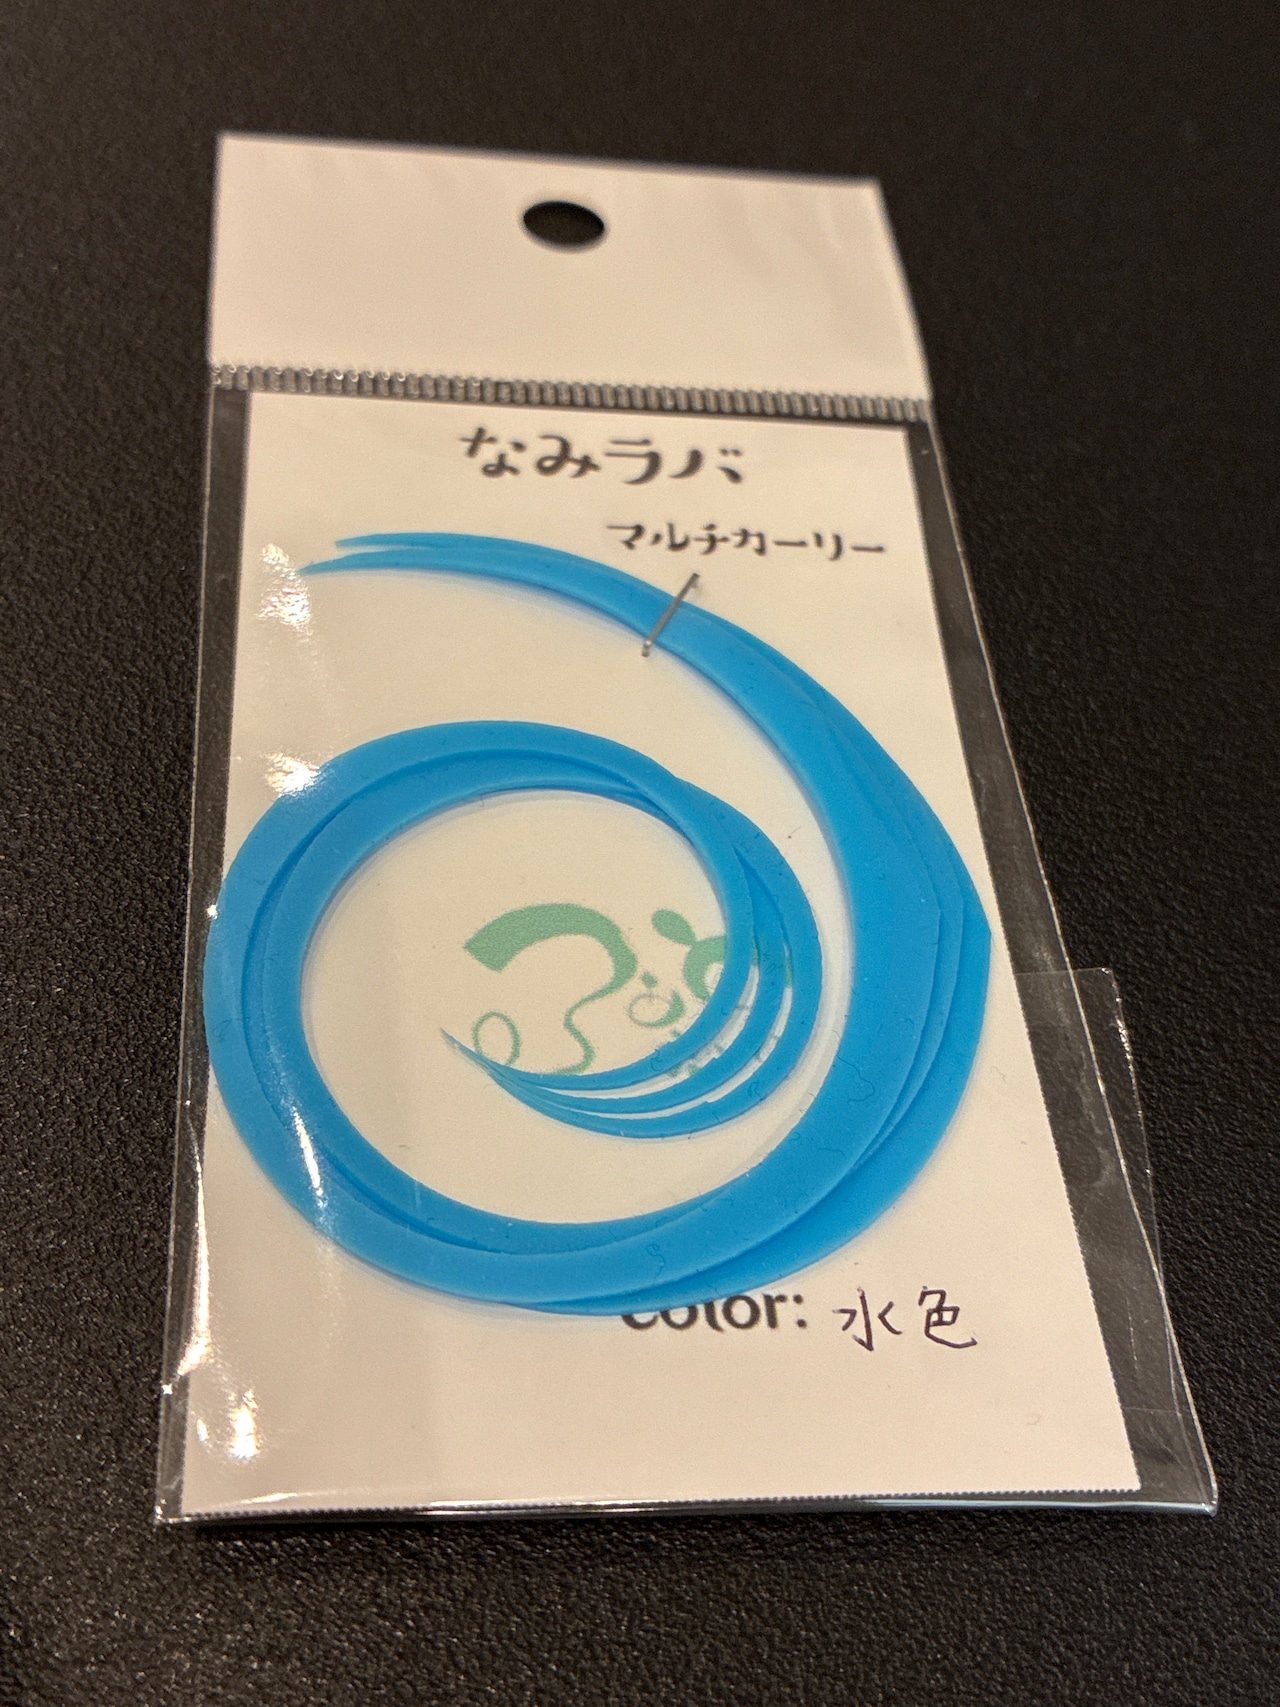 なみラバ
マルチカーリー
color: 水色